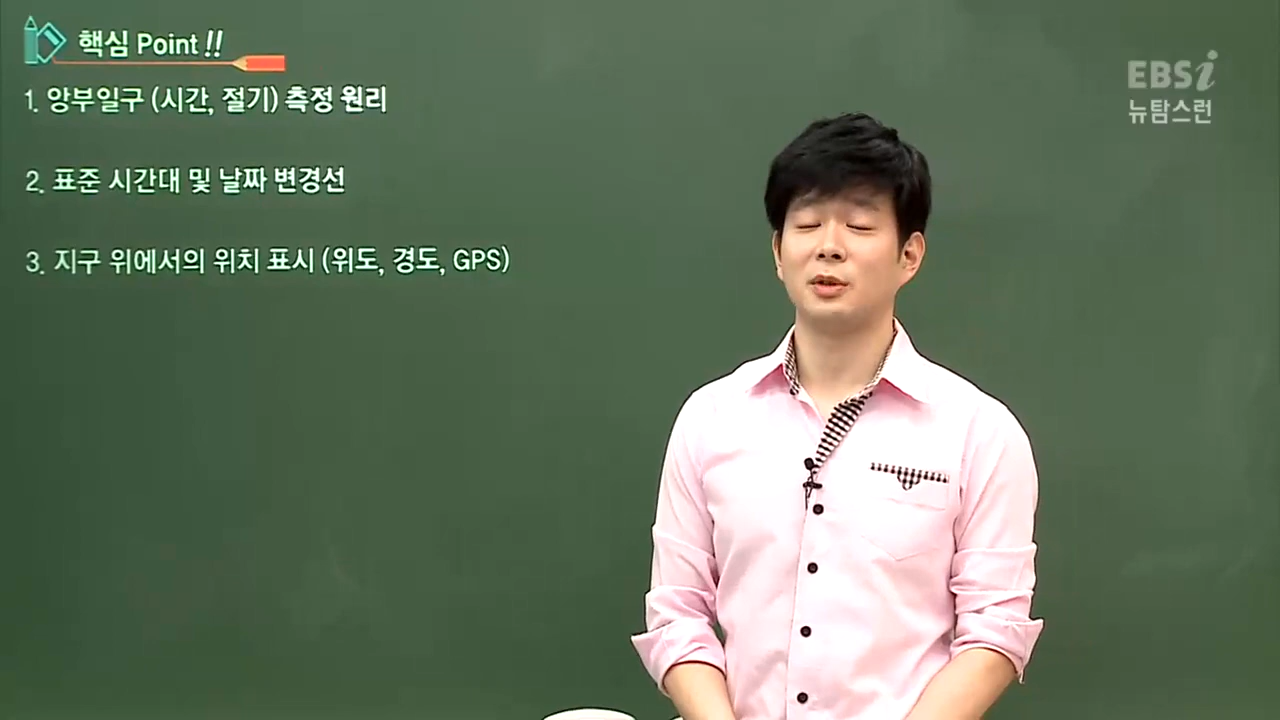 핵심 Point !!
1. 앙부일구 (시간, 절기) 측정 원리
2. 표준 시간대 및 날짜 변경선
3. 지구 위에서의 위치 표시 (위도, 경도, GPS)
EBSi
뉴탐스런